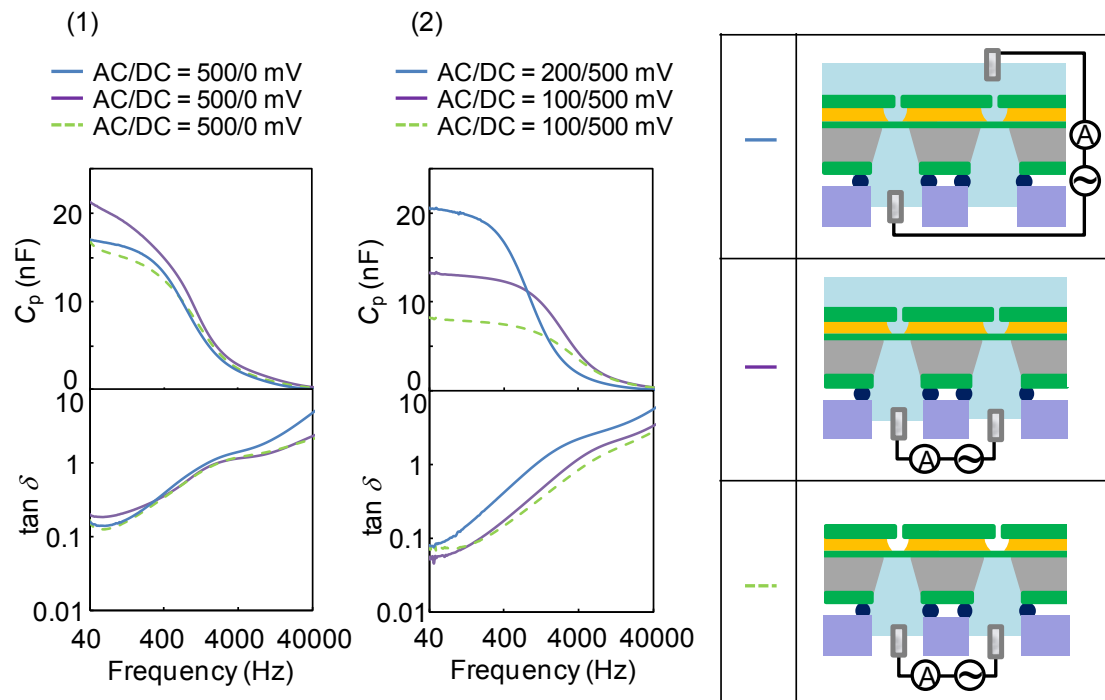 (1)
AC/DC = 500/0 mV
AC/DC = 500/0 mV
AC/DC = 500/0 mV
(2)
AC/DC = 200/500 mV
AC/DC = 100/500 mV
AC/DC = 100/500 mV
20
10
0
Cp (nF)
10
1
0.1
0.01
tan δ
40 400 4000 40000
Frequency (Hz)
20
10
0
Cp (nF)
10
1
0.1
0.01
tan δ
40 400 4000 40000
Frequency (Hz)
A
~
A ~
A ~